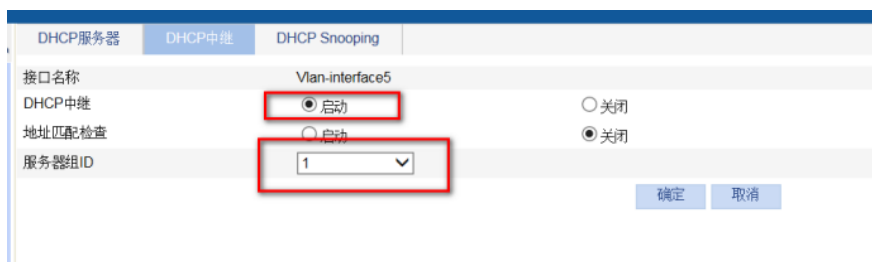 DHCP服务器 DHCP中继 DHCP Snooping
接口名称 Vlan-interface5
DHCP中继 启动 关闭
地址匹配检查 启动 关闭
服务器组ID 1
确定 取消